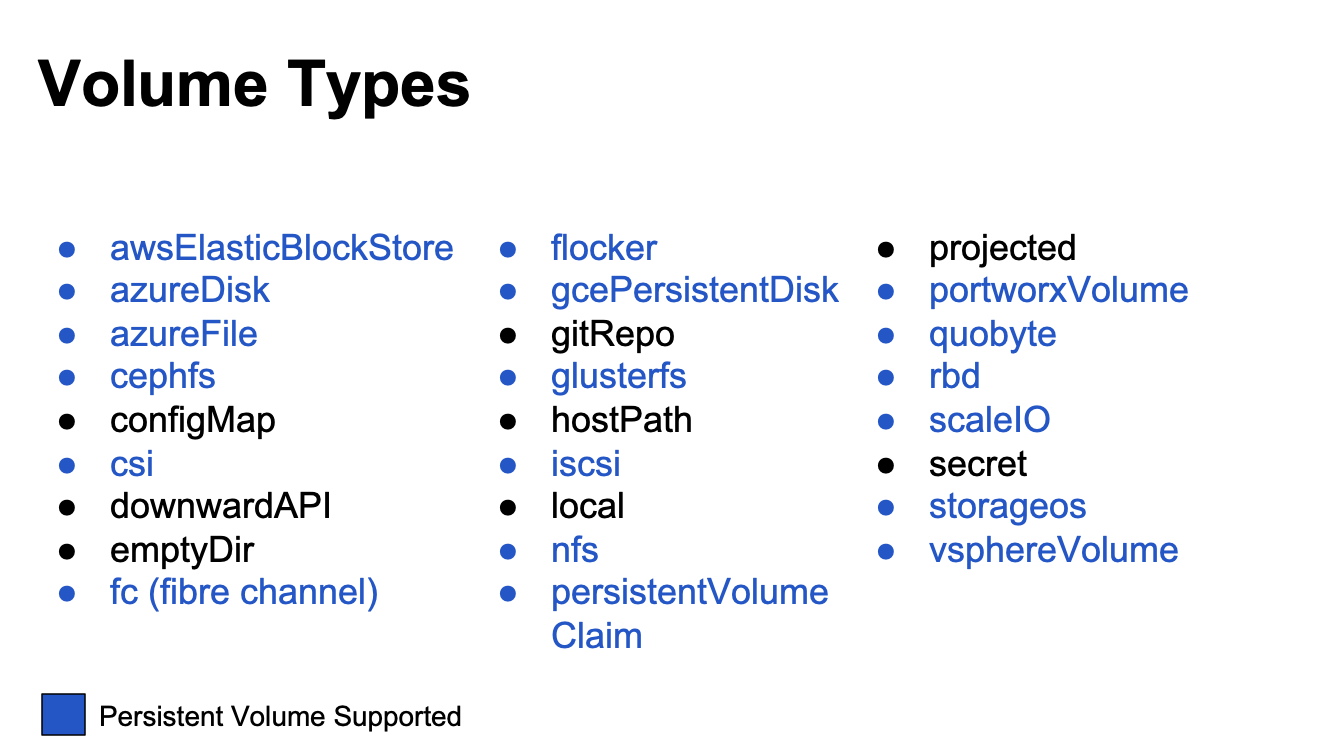 Volume Types
● awsElasticBlockStore
● azureDisk
● azureFile
● cephfs
● configMap
● csi
● downwardAPI
● emptyDir
● fc (fibre channel)
● flocker
● gcePersistentDisk
● gitRepo
● glusterfs
● hostPath
● iscsi
● local
● nfs
● persistentVolume
Claim
● projected
● portworxVolume
● quobyte
● rbd
● scaleIO
● secret
● storageos
● vsphereVolume
Persistent Volume Supported